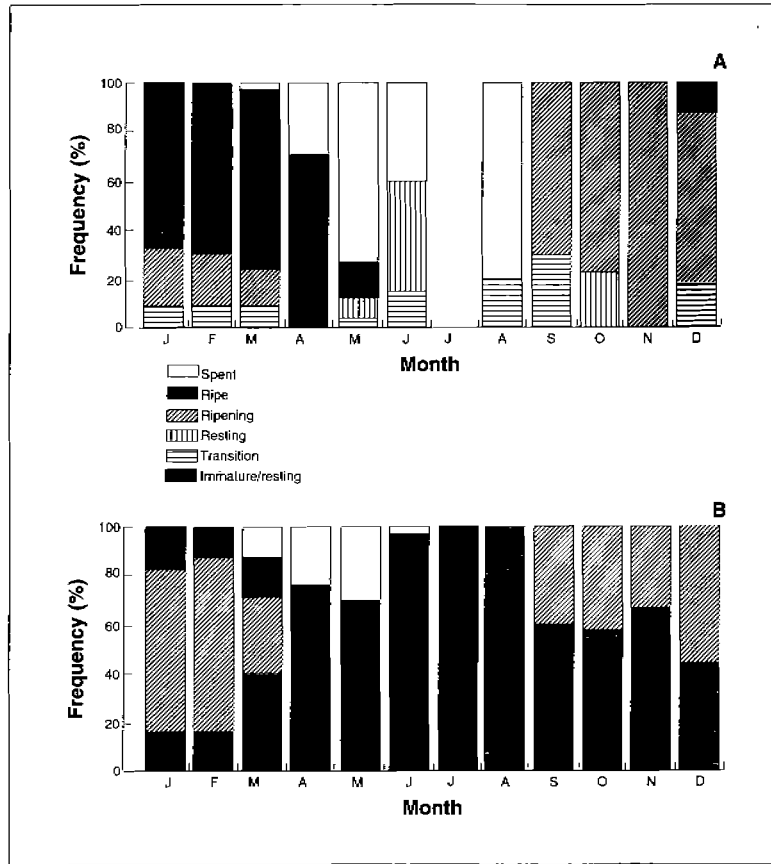 A
Frequency (%)
100
80
60
40
20
0
J F M A M J J A S O N D
Month
Spent
Ripe
Ripening
Resting
Transition
Immature/resting
B
Frequency (%)
100
80
60
40
20
0
J F M A M J J A S O N D
Month